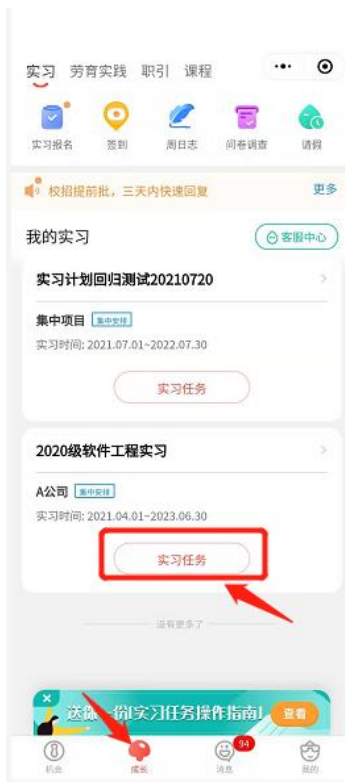 实习 劳育实践 职引 课程
实习报名 签到 周日志 问卷调查 请假
校招提前批，三天内快速回复 更多
我的实习 客服中心
实习计划回归测试20210720
集中项目 集中安排
实习时间: 2021.07.01~2022.07.30
实习任务
2020级软件工程实习
A公司 集中安排
实习时间: 2021.04.01~2023.06.30
实习任务
没有更多了
送你一份!实习任务操作指南! 查看
94
机会 成长 消息 我的